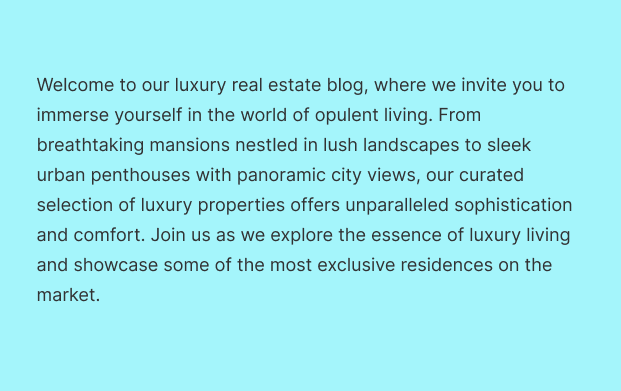 Welcome to our luxury real estate blog, where we invite you to
immerse yourself in the world of opulent living. From
breathtaking mansions nestled in lush landscapes to sleek
urban penthouses with panoramic city views, our curated
selection of luxury properties offers unparalleled sophistication
and comfort. Join us as we explore the essence of luxury living
and showcase some of the most exclusive residences on the
market.